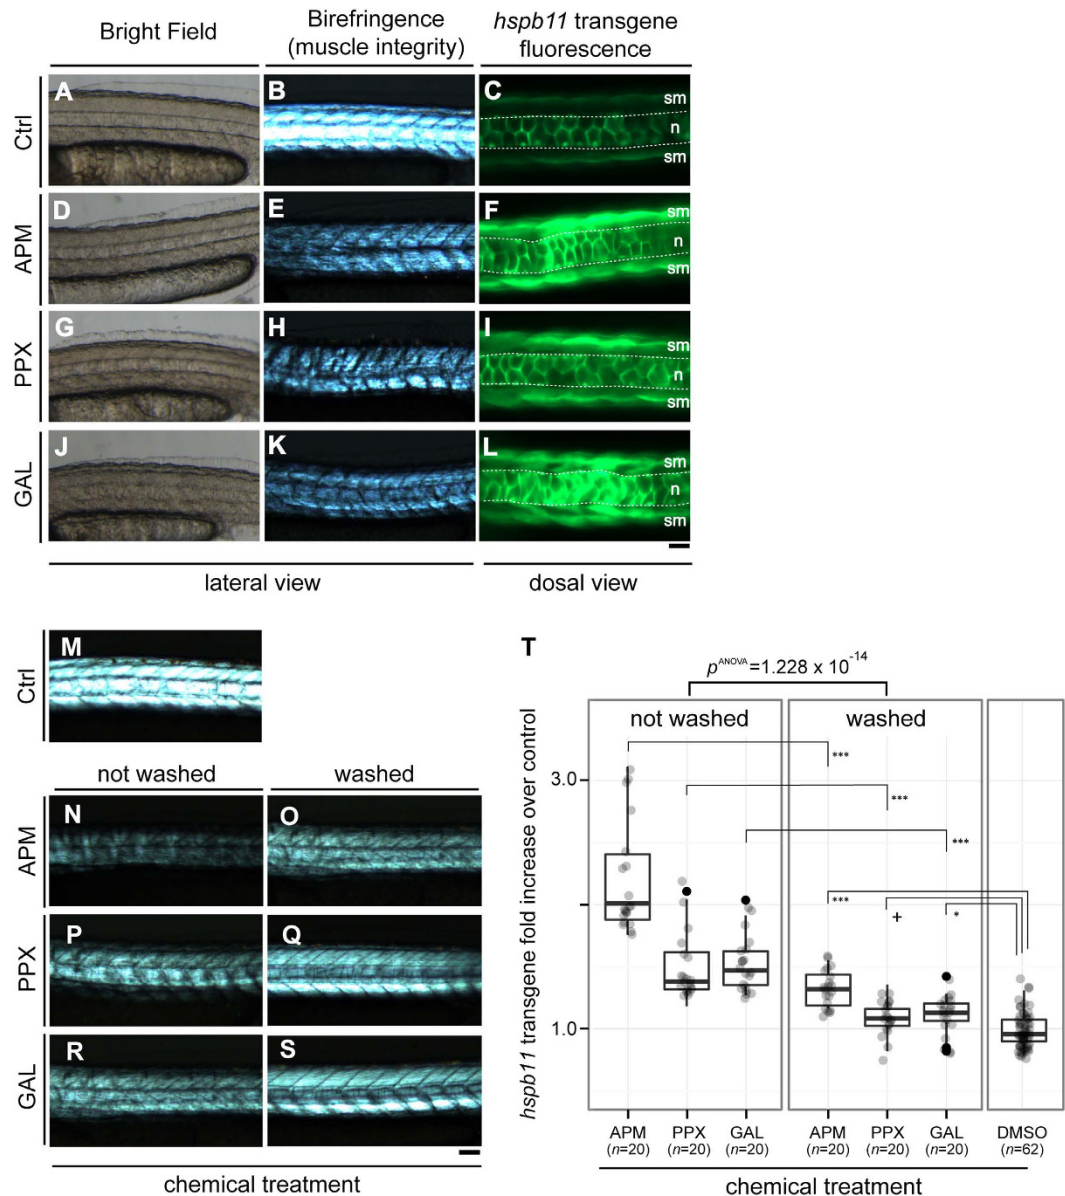 Bright Field
Birefringence
(muscle integrity)
hspb11 transgene
fluorescence
Ctrl
A
B
C
sm
n
sm
APM
D
E
F
sm
n
sm
PPX
G
H
I
sm
n
sm
GAL
J
K
L
sm
n
sm
lateral view
dosal view
Ctrl
M
not washed
washed
APM
N
O
PPX
P
Q
GAL
R
S
chemical treatment
T
pANOVA=1.228 x 10-14
not washed
washed
hspb11 transgene fold increase over control
3.0
1.0
***
***
***
***
+
*
APM PPX GAL APM PPX GAL DMSO
(n=20) (n=20) (n=20) (n=20) (n=20) (n=20) (n=62)
chemical treatment